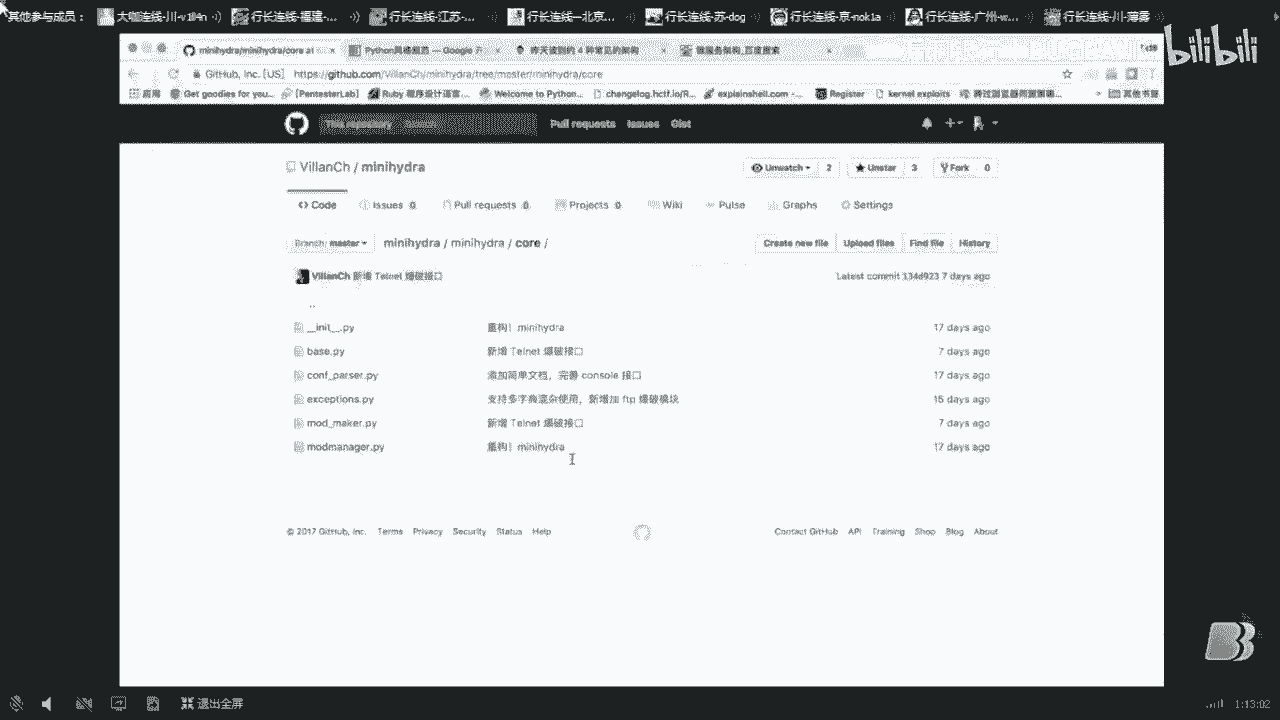 其他参与成员：
大咖连线-川-v1ll4n
行长连线-福建-...
行长连线-江苏-...
行长连线—北京...
行长连线-苏-dog
行长连线-京-nok1a
行长连线-广州-w...
行长连线-川-落雾
bilibili
minihydra/minihydra/core at
Python风格规范 — Google
昨天读到的 4 种常见的架构
微服务架构_百度搜索
GitHub, Inc. [US] https://github.com/VillanCh/minihydra/tree/master/minihydra/core
应用 Get goodies for you... [PentesterLab] Ruby 程序设计语言... Welcome to Python... changelog.hctf.io/R... explainshell.com -... Register kernel exploits 其他书签
This repository Search Pull requests Issues Gist
VillanCh / minihydra
Unwatch 2 Unstar 3 Fork 0
Code Issues 0 Pull requests 0 Projects 0 Wiki Pulse Graphs Settings
Branch: master minihydra / minihydra / core /
Create new file Upload files Find file History
VillanCh 新增 Telnet 爆破接口 Latest commit 134d923 7 days ago
..
__init__.py 重构！minihydra 17 days ago
base.py 新增 Telnet 爆破接口 7 days ago
conf_parser.py 添加简单文档，完善 console 接口 17 days ago
exceptions.py 支持多字典混杂使用，新增加 ftp 爆破模块 15 days ago
mod_maker.py 新增 Telnet 爆破接口 7 days ago
modmanager.py 重构！minihydra 17 days ago
© 2017 GitHub, Inc. Terms Privacy Security Status Help
Contact GitHub API Training Shop Blog About
退出全屏
1:13:02